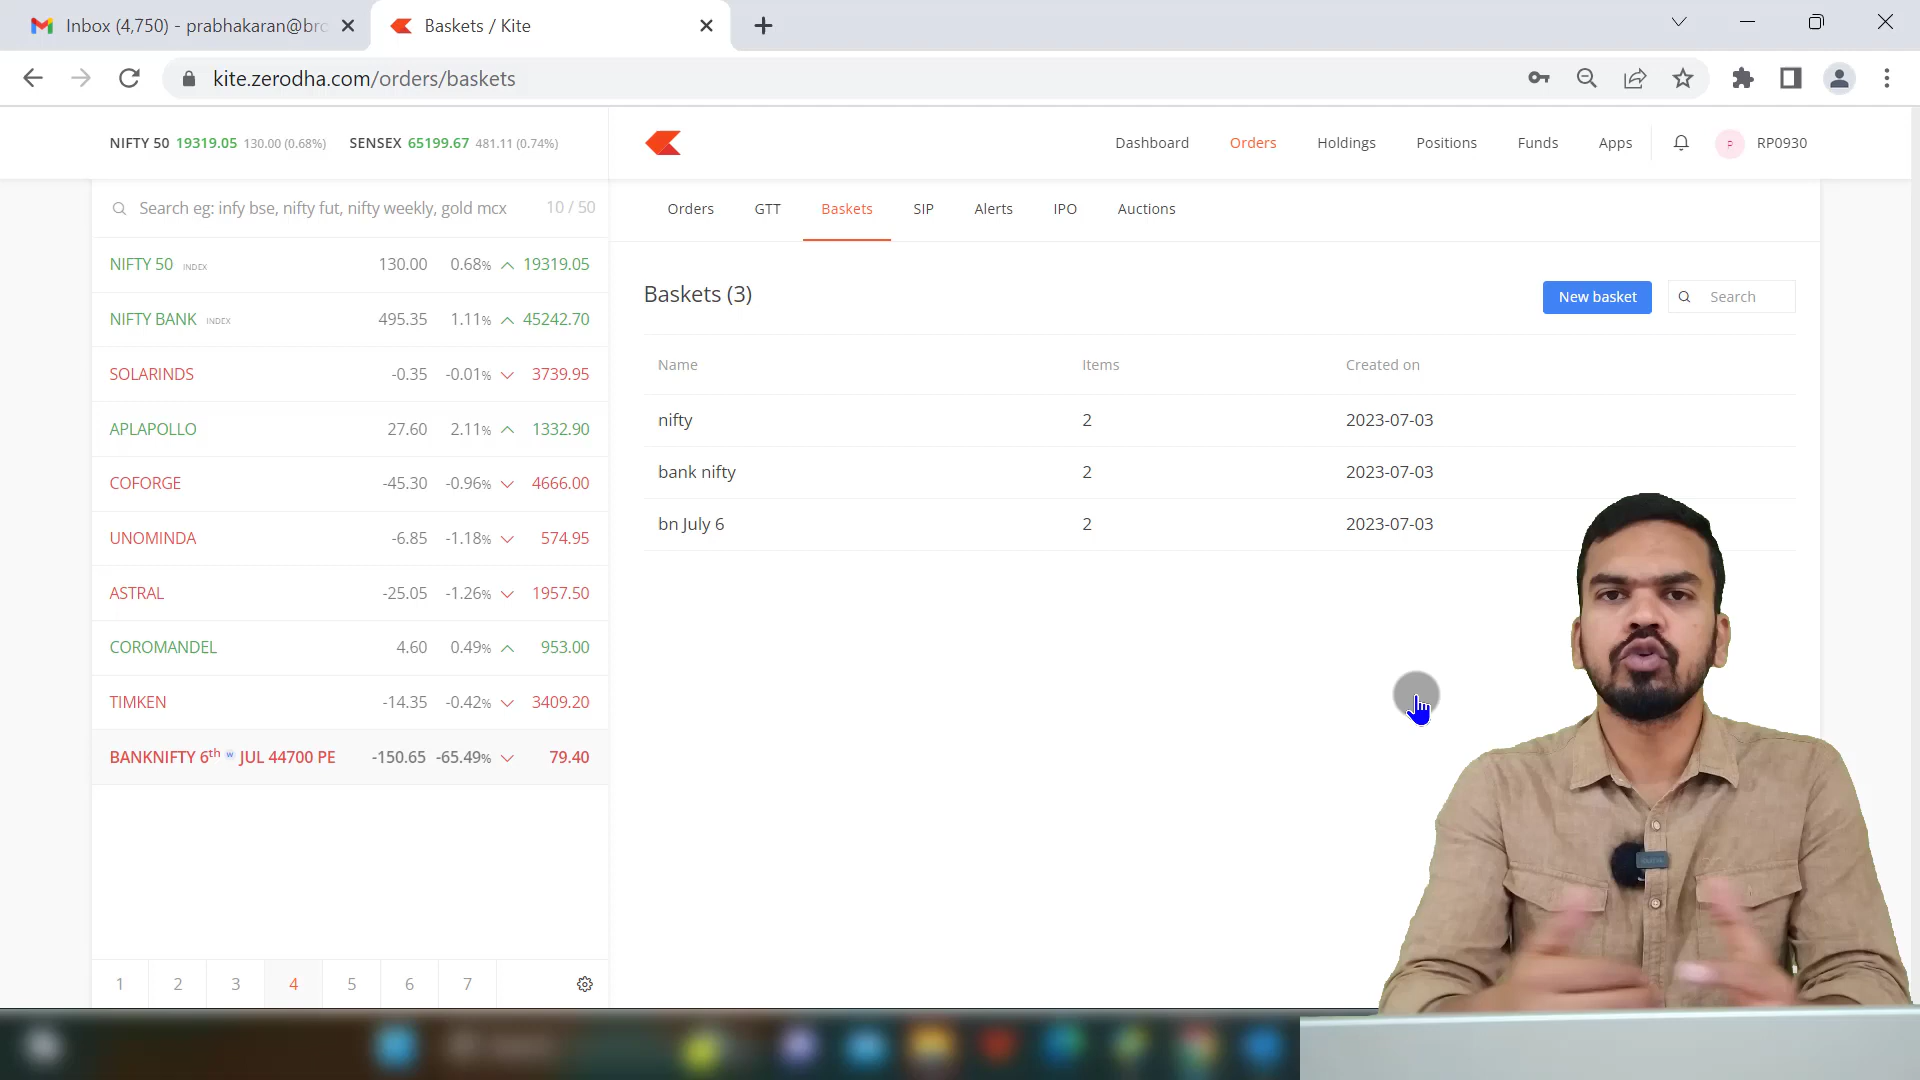 Inbox (4,750) - prabhakaran@bro
Baskets / Kite
kite.zerodha.com/orders/baskets
NIFTY 50 19319.05 130.00 (0.68%) SENSEX 65199.67 481.11 (0.74%)
Dashboard Orders Holdings Positions Funds Apps P RP0930
Search eg: infy bse, nifty fut, nifty weekly, gold mcx 10 / 50
Orders GTT Baskets SIP Alerts IPO Auctions
NIFTY 50 INDEX 130.00 0.68% 19319.05
NIFTY BANK INDEX 495.35 1.11% 45242.70
SOLARINDS -0.35 -0.01% 3739.95
APLAPOLLO 27.60 2.11% 1332.90
COFORGE -45.30 -0.96% 4666.00
UNOMINDA -6.85 -1.18% 574.95
ASTRAL -25.05 -1.26% 1957.50
COROMANDEL 4.60 0.49% 953.00
TIMKEN -14.35 -0.42% 3409.20
BANKNIFTY 6th w JUL 44700 PE -150.65 -65.49% 79.40
1 2 3 4 5 6 7
Baskets (3)
New basket
Search
Name Items Created on
nifty 2 2023-07-03
bank nifty 2 2023-07-03
bn July 6 2 2023-07-03